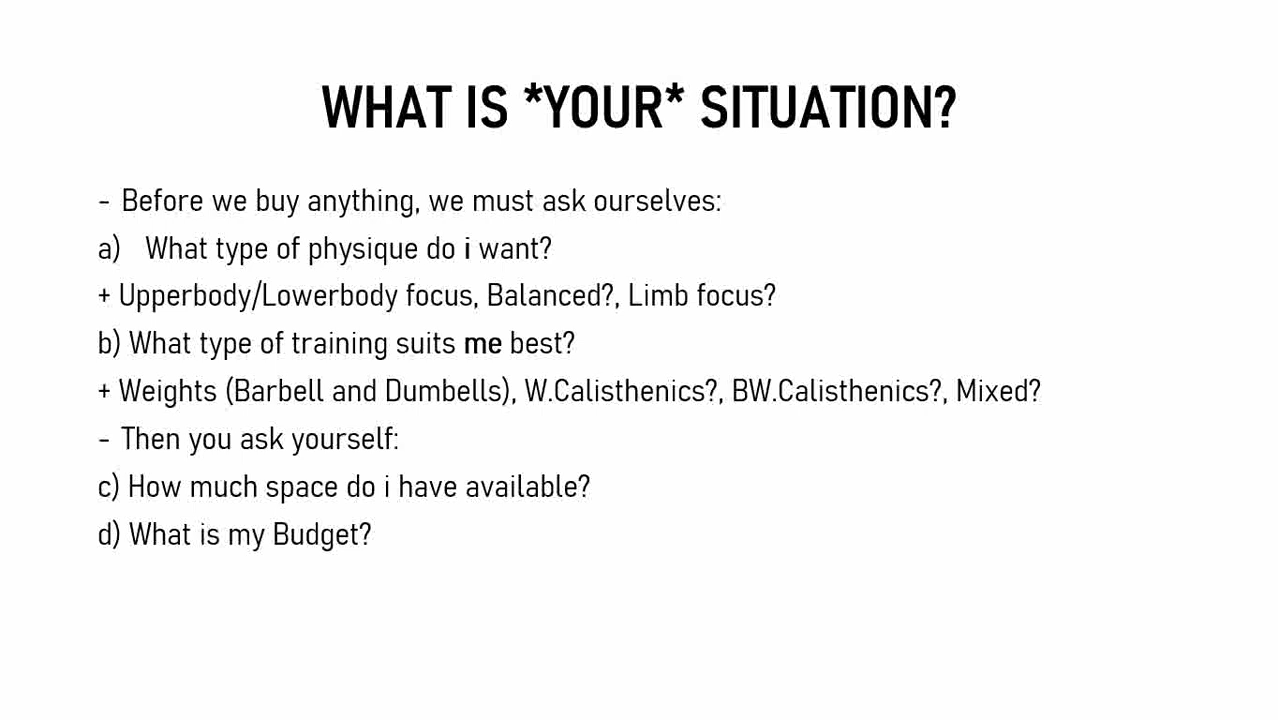 WHAT IS *YOUR* SITUATION?
- Before we buy anything, we must ask ourselves:
a) What type of physique do i want?
+ Upperbody/Lowerbody focus, Balanced?, Limb focus?
b) What type of training suits me best?
+ Weights (Barbell and Dumbells), W.Calisthenics?, BW.Calisthenics?, Mixed?
- Then you ask yourself:
c) How much space do i have available?
d) What is my Budget?